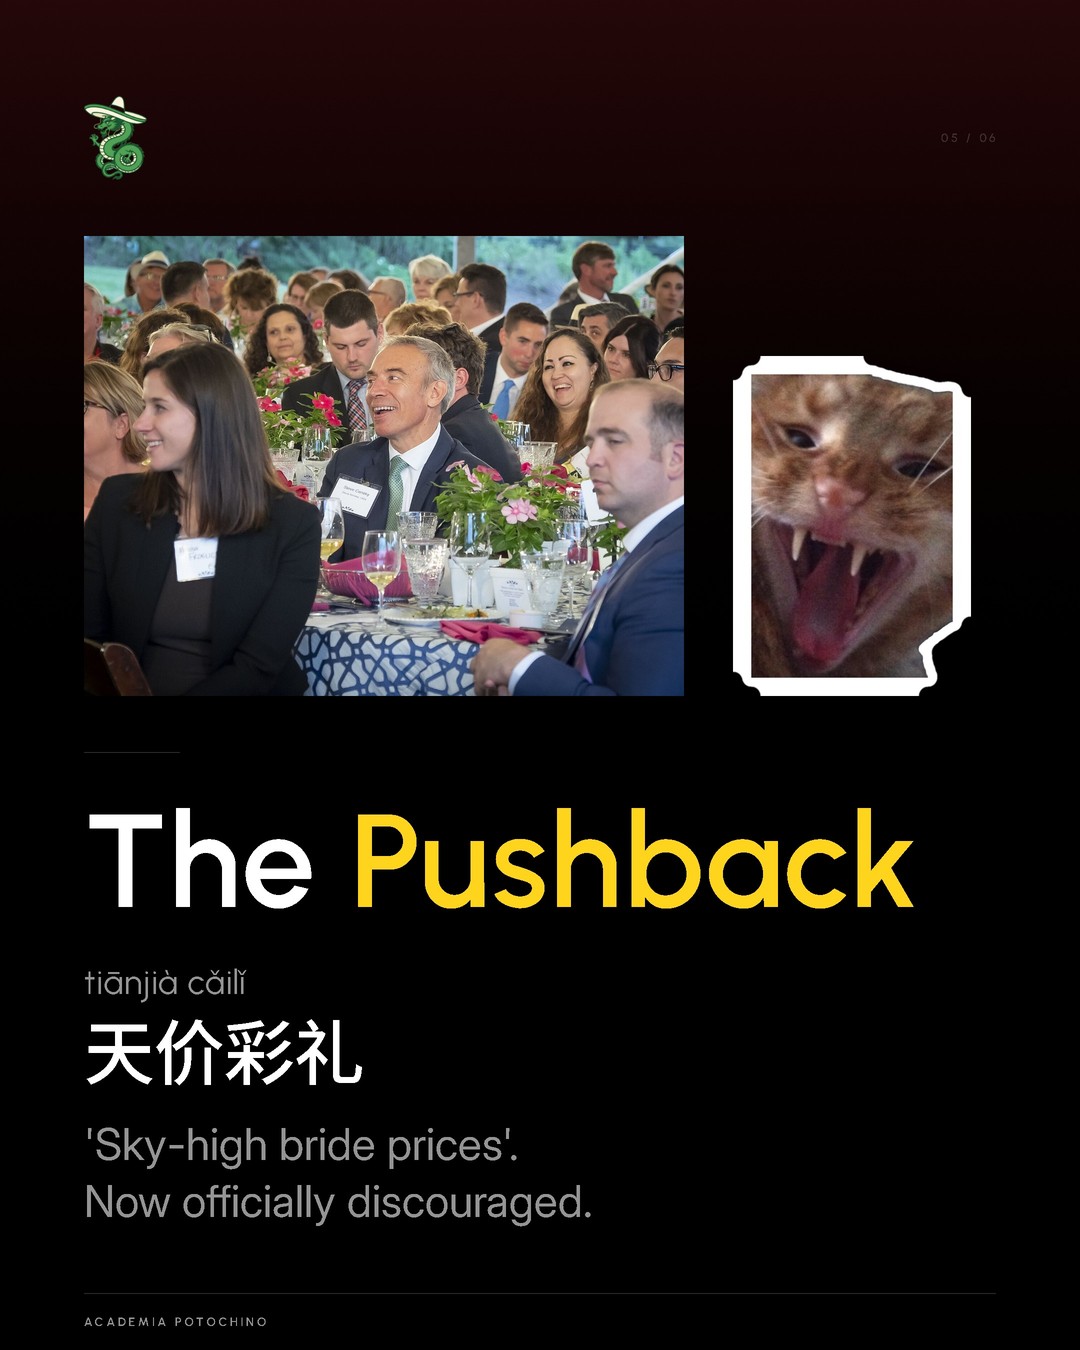 05 / 06
The Pushback
tiānjià cǎilǐ
天价彩礼
'Sky-high bride prices'.
Now officially discouraged.
ACADEMIA POTOCHINO